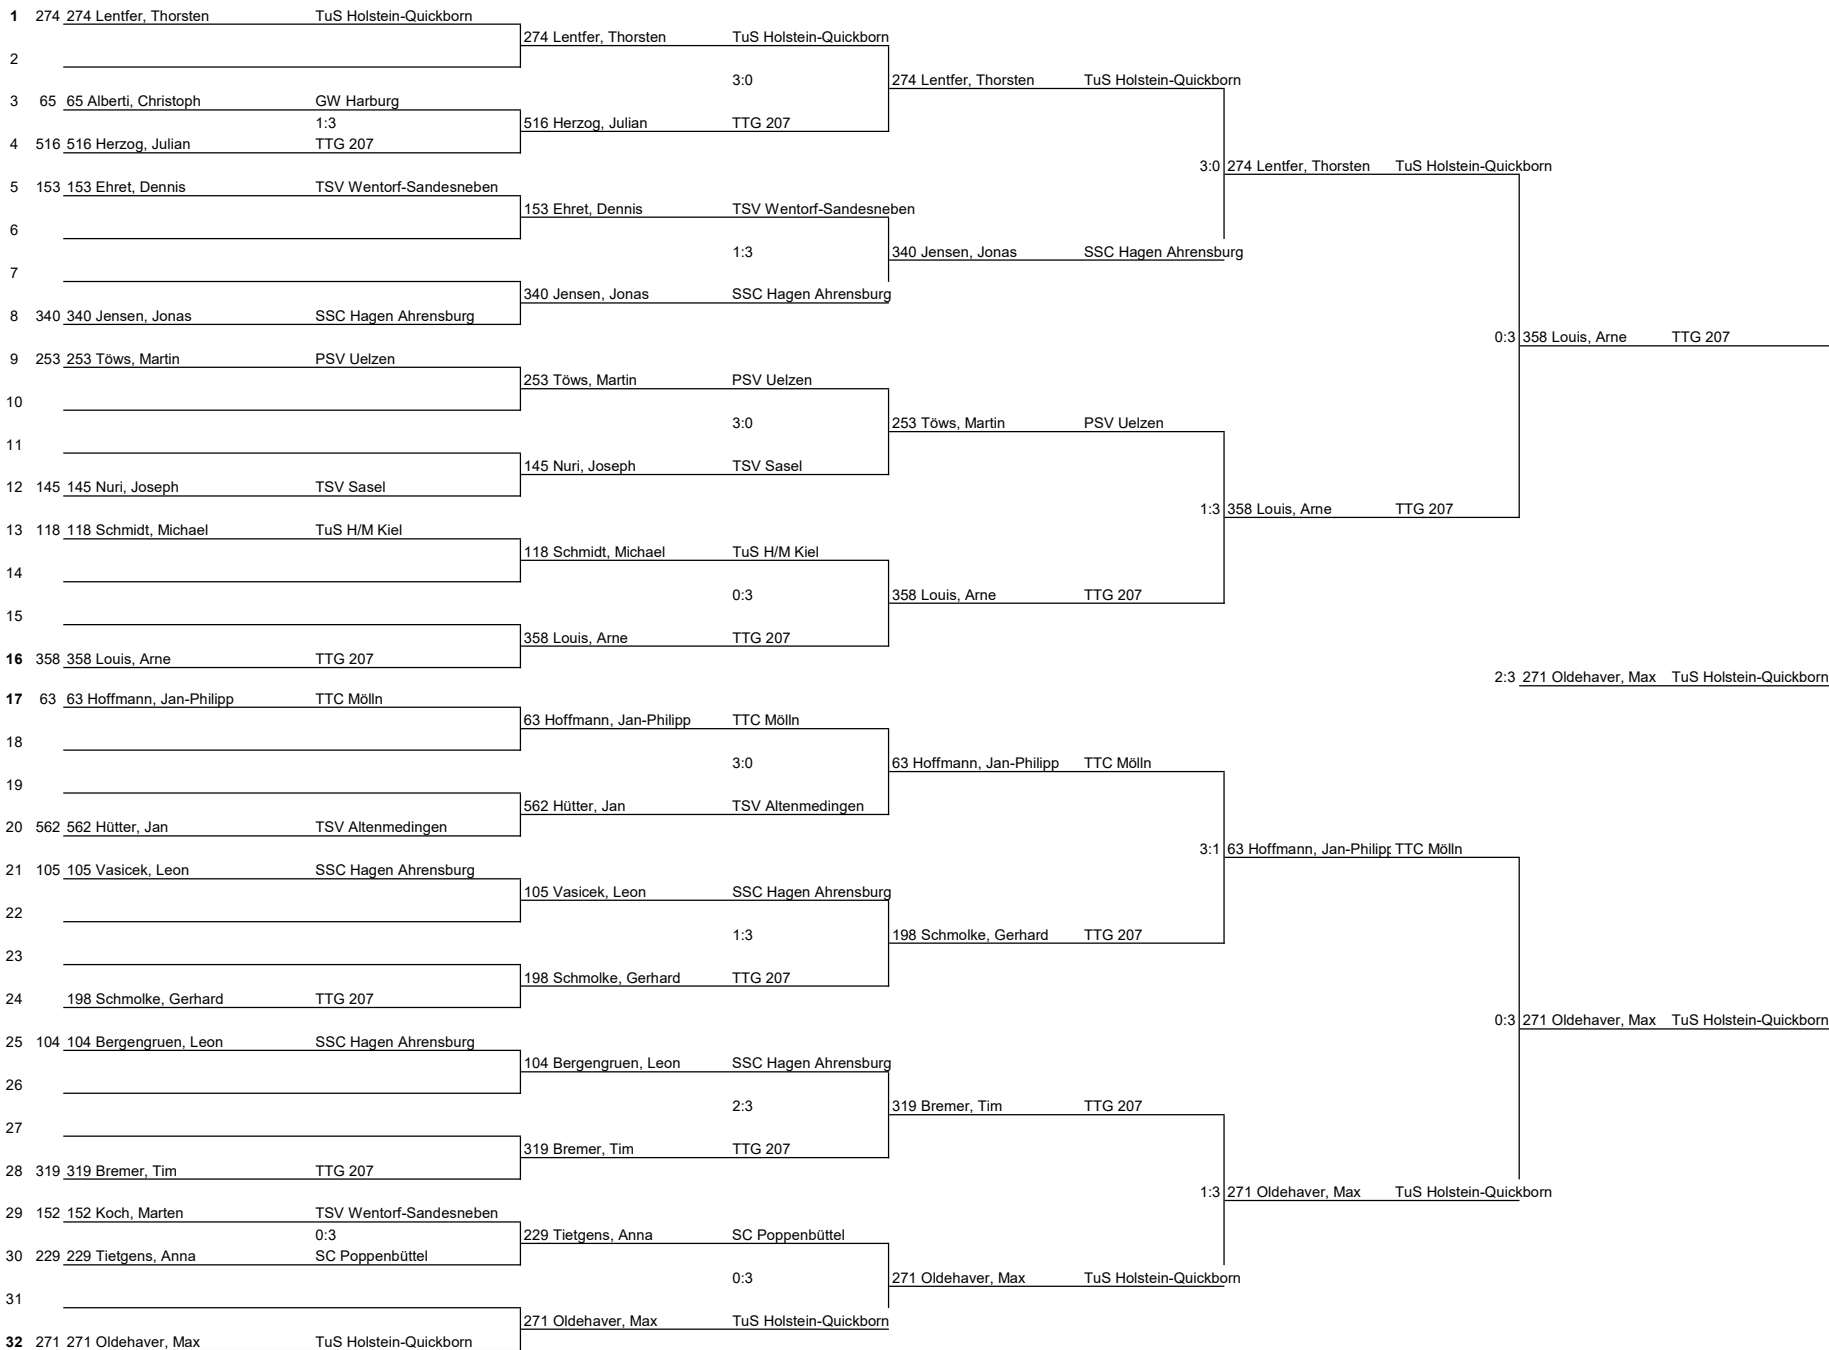 1 274 274 Lentfer, Thorsten TuS Holstein-Quickborn
274 Lentfer, Thorsten TuS Holstein-Quickborn
2
3:0 274 Lentfer, Thorsten TuS Holstein-Quickborn
3 65 65 Alberti, Christoph GW Harburg
1:3 516 Herzog, Julian TTG 207
4 516 516 Herzog, Julian TTG 207
3:0 274 Lentfer, Thorsten TuS Holstein-Quickborn
5 153 153 Ehret, Dennis TSV Wentorf-Sandesneben
153 Ehret, Dennis TSV Wentorf-Sandesneben
6
1:3 340 Jensen, Jonas SSC Hagen Ahrensburg
7
340 Jensen, Jonas SSC Hagen Ahrensburg
8 340 340 Jensen, Jonas SSC Hagen Ahrensburg
0:3 358 Louis, Arne TTG 207
9 253 253 Töws, Martin PSV Uelzen
253 Töws, Martin PSV Uelzen
10
3:0 253 Töws, Martin PSV Uelzen
11
145 Nuri, Joseph TSV Sasel
12 145 145 Nuri, Joseph TSV Sasel
1:3 358 Louis, Arne TTG 207
13 118 118 Schmidt, Michael TuS H/M Kiel
118 Schmidt, Michael TuS H/M Kiel
14
0:3 358 Louis, Arne TTG 207
15
358 Louis, Arne TTG 207
16 358 358 Louis, Arne TTG 207
2:3 271 Oldehaver, Max TuS Holstein-Quickborn
17 63 63 Hoffmann, Jan-Philipp TTC Mölln
63 Hoffmann, Jan-Philipp TTC Mölln
18
3:0 63 Hoffmann, Jan-Philipp TTC Mölln
19
562 Hütter, Jan TSV Altenmedingen
20 562 562 Hütter, Jan TSV Altenmedingen
3:1 63 Hoffmann, Jan-Philipp TTC Mölln
21 105 105 Vasicek, Leon SSC Hagen Ahrensburg
105 Vasicek, Leon SSC Hagen Ahrensburg
22
1:3 198 Schmolke, Gerhard TTG 207
23
198 Schmolke, Gerhard TTG 207
24 198 Schmolke, Gerhard TTG 207
0:3 271 Oldehaver, Max TuS Holstein-Quickborn
25 104 104 Bergengruen, Leon SSC Hagen Ahrensburg
104 Bergengruen, Leon SSC Hagen Ahrensburg
26
2:3 319 Bremer, Tim TTG 207
27
319 Bremer, Tim TTG 207
28 319 319 Bremer, Tim TTG 207
1:3 271 Oldehaver, Max TuS Holstein-Quickborn
29 152 152 Koch, Marten TSV Wentorf-Sandesneben
0:3 229 Tietgens, Anna SC Poppenbüttel
30 229 229 Tietgens, Anna SC Poppenbüttel
0:3 271 Oldehaver, Max TuS Holstein-Quickborn
31
271 Oldehaver, Max TuS Holstein-Quickborn
32 271 271 Oldehaver, Max TuS Holstein-Quickborn